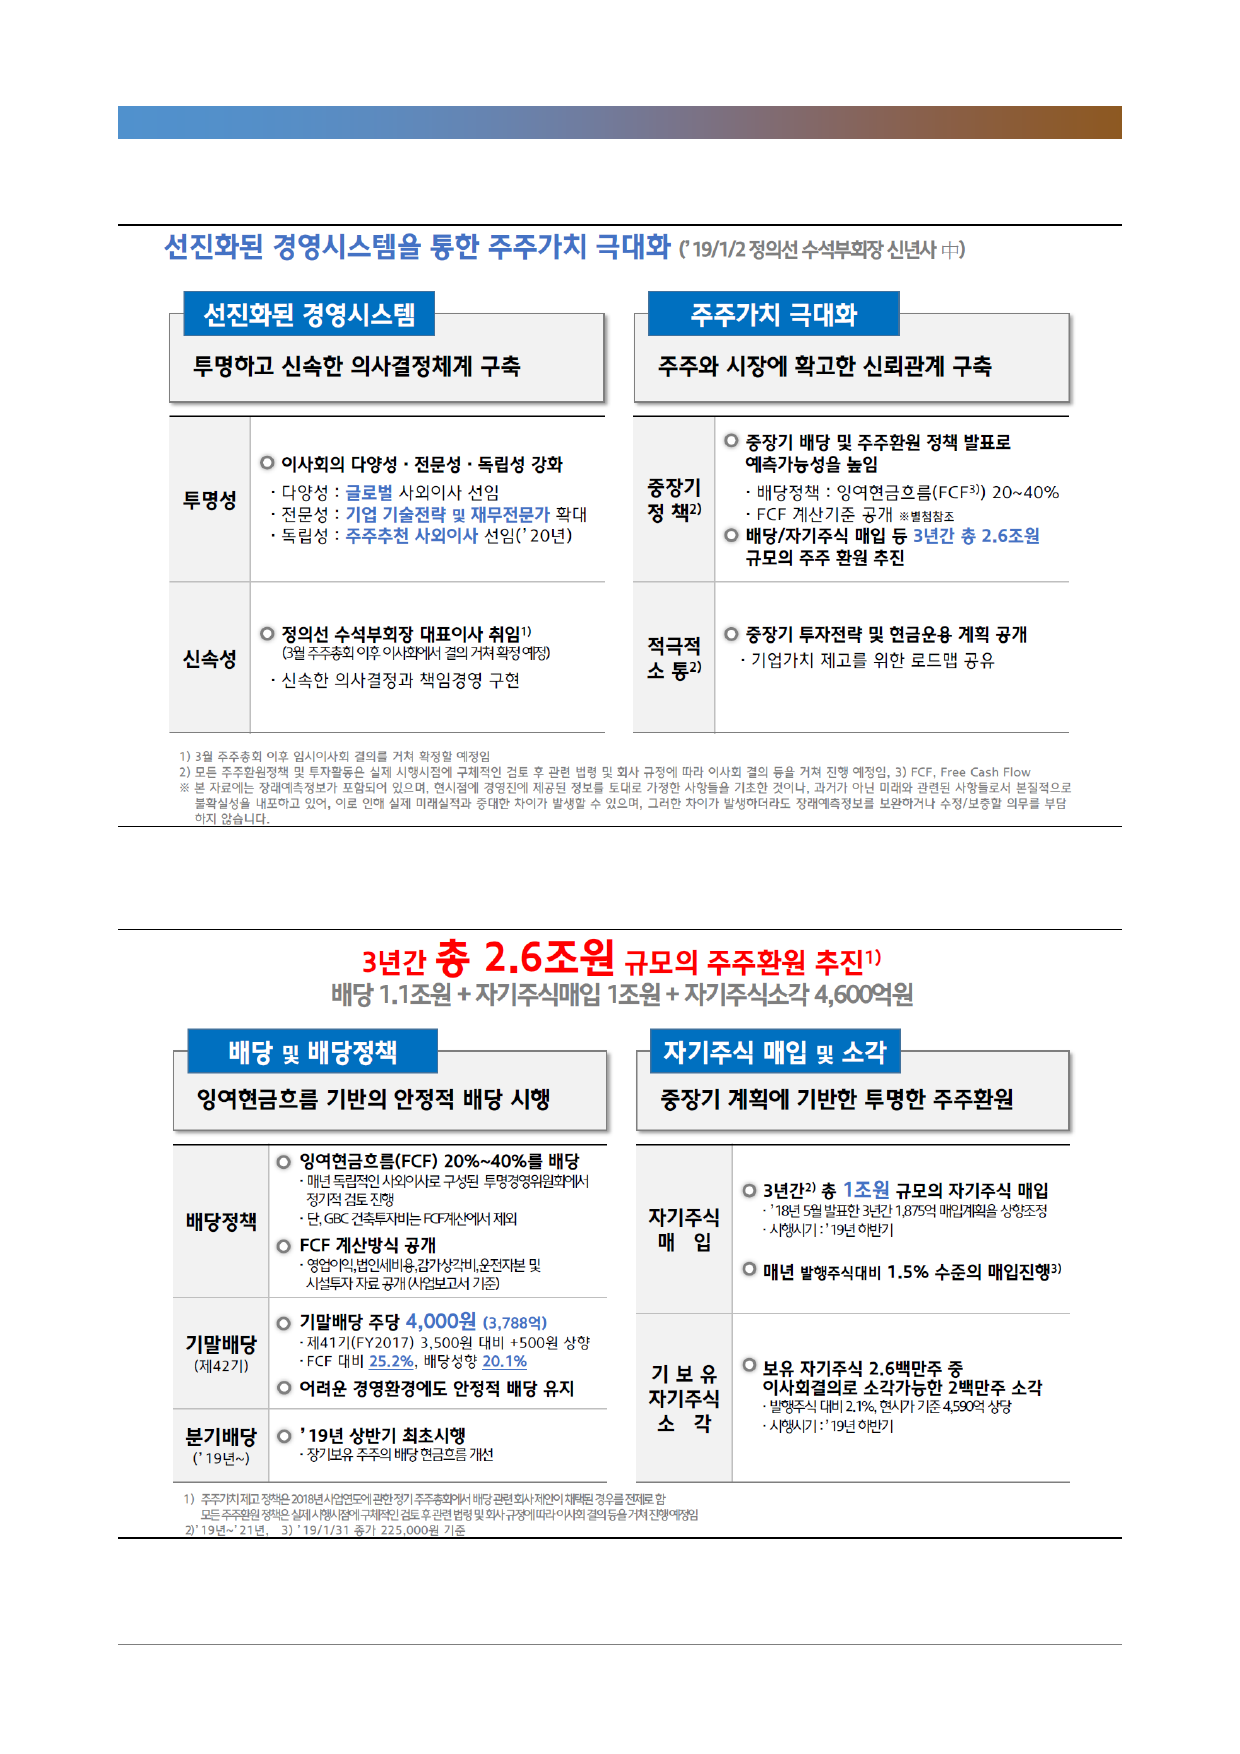 선진화된 경영시스템을 통한 주주가치 극대화 (’19/1/2 정의선 수석부회장 신년사 中)
선진화된 경영시스템
투명하고 신속한 의사결정체계 구축
투명성
이사회의 다양성 · 전문성 · 독립성 강화
· 다양성 : 글로벌 사외이사 선임
· 전문성 : 기업 기술전략 및 재무전문가 확대
· 독립성 : 주주추천 사외이사 선임(’20년)
신속성
정의선 수석부회장 대표이사 취임1)
(3월 주주총회 이후 이사회에서 결의 거쳐 확정 예정)
· 신속한 의사결정과 책임경영 구현
주주가치 극대화
주주와 시장에 확고한 신뢰관계 구축
중장기
정 책2)
중장기 배당 및 주주환원 정책 발표로
예측가능성을 높임
· 배당정책 : 잉여현금흐름(FCF3)) 20~40%
· FCF 계산기준 공개 ※별첨참조
배당/자기주식 매입 등 3년간 총 2.6조원
규모의 주주 환원 추진
적극적
소 통2)
중장기 투자전략 및 현금운용 계획 공개
· 기업가치 제고를 위한 로드맵 공유
1) 3월 주주총회 이후 임시이사회 결의를 거쳐 확정할 예정임
2) 모든 주주환원정책 및 투자활동은 실제 시행시점에 구체적인 검토 후 관련 법령 및 회사 규정에 따라 이사회 결의 등을 거쳐 진행 예정임, 3) FCF, Free Cash Flow
※ 본 자료에는 장래예측정보가 포함되어 있으며, 현시점에 경영진에 제공된 정보를 토대로 가정한 사항들을 기초한 것이나, 과거가 아닌 미래와 관련된 사항들로서 본질적으로
불확실성을 내포하고 있어, 이로 인해 실제 미래실적과 중대한 차이가 발생할 수 있으며, 그러한 차이가 발생하더라도 장래예측정보를 보완하거나 수정/보충할 의무를 부담
하지 않습니다.
3년간 총 2.6조원 규모의 주주환원 추진1)
배당 1.1조원 + 자기주식매입 1조원 + 자기주식소각 4,600억원
배당 및 배당정책
잉여현금흐름 기반의 안정적 배당 시행
배당정책
잉여현금흐름(FCF) 20%~40%를 배당
· 매년 독립적인 사외이사로 구성된 투명경영위원회에서
정기적 검토 진행
· 단, GBC 건축투자비는 FCF계산에서 제외
FCF 계산방식 공개
· 영업이익,법인세비용,감가상각비,운전자본 및
시설투자 자료 공개 (사업보고서 기준)
기말배당
(제42기)
기말배당 주당 4,000원 (3,788억)
· 제41기(FY2017) 3,500원 대비 +500원 상향
· FCF 대비 25.2%, 배당성향 20.1%
어려운 경영환경에도 안정적 배당 유지
분기배당
(’19년~)
’19년 상반기 최초시행
· 장기보유 주주의 배당 현금흐름 개선
자기주식 매입 및 소각
중장기 계획에 기반한 투명한 주주환원
자기주식
매 입
3년간2) 총 1조원 규모의 자기주식 매입
· ’18년 5월 발표한 3년간 1,875억 매입계획을 상향조정
· 시행시기 : ’19년 하반기
매년 발행주식대비 1.5% 수준의 매입진행3)
기 보 유
자기주식
소 각
보유 자기주식 2.6백만주 중
이사회결의로 소각가능한 2백만주 소각
· 발행주식 대비 2.1%, 현시가 기준 4,590억 상당
· 시행시기 : ’19년 하반기
1) 주주가치 제고 정책은 2018년 사업연도에 관한 정기 주주총회에서 배당 관련 회사 제안이 채택된 경우를 전제로 함
모든 주주환원 정책은 실제 시행시점에 구체적인 검토 후 관련 법령 및 회사 규정에 따라 이사회 결의 등을 거쳐 진행 예정임
2)’19년~’21년, 3) ’19/1/31 종가 225,000원 기준